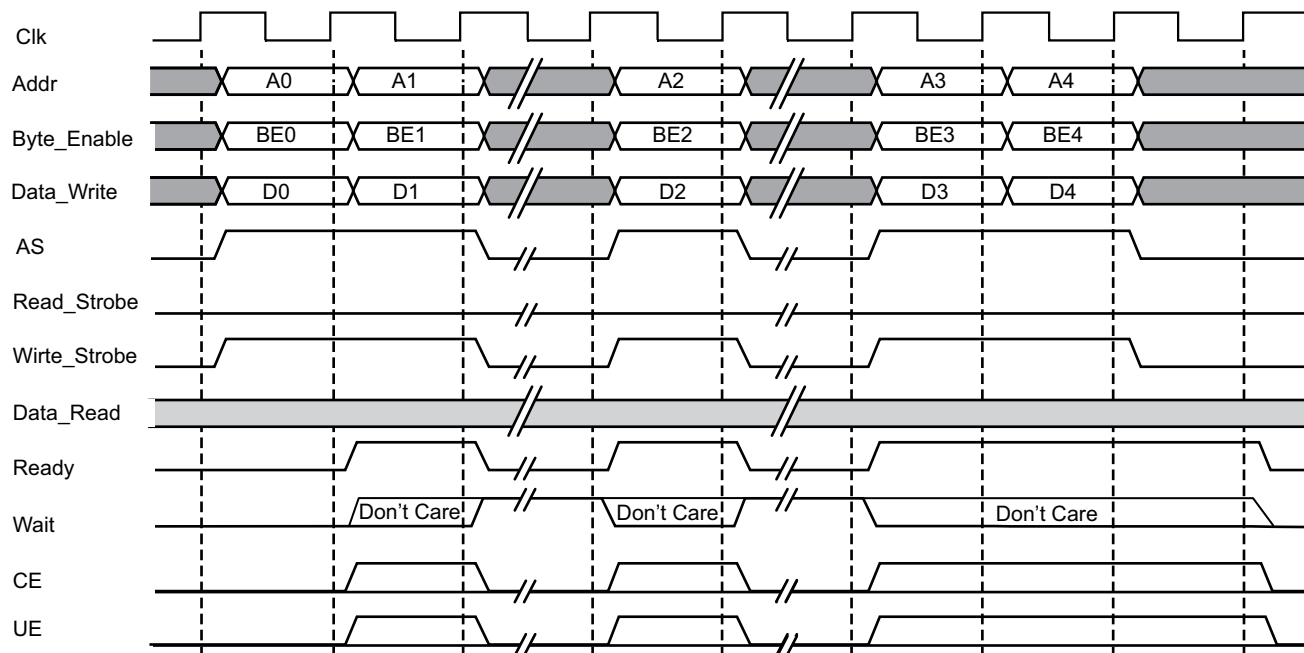 Clk
Addr A0 A1 A2 A3 A4
Byte_Enable BE0 BE1 BE2 BE3 BE4
Data_Write D0 D1 D2 D3 D4
AS
Read_Strobe
Wirte_Strobe
Data_Read
Ready
Wait Don't Care Don't Care Don't Care
CE
UE